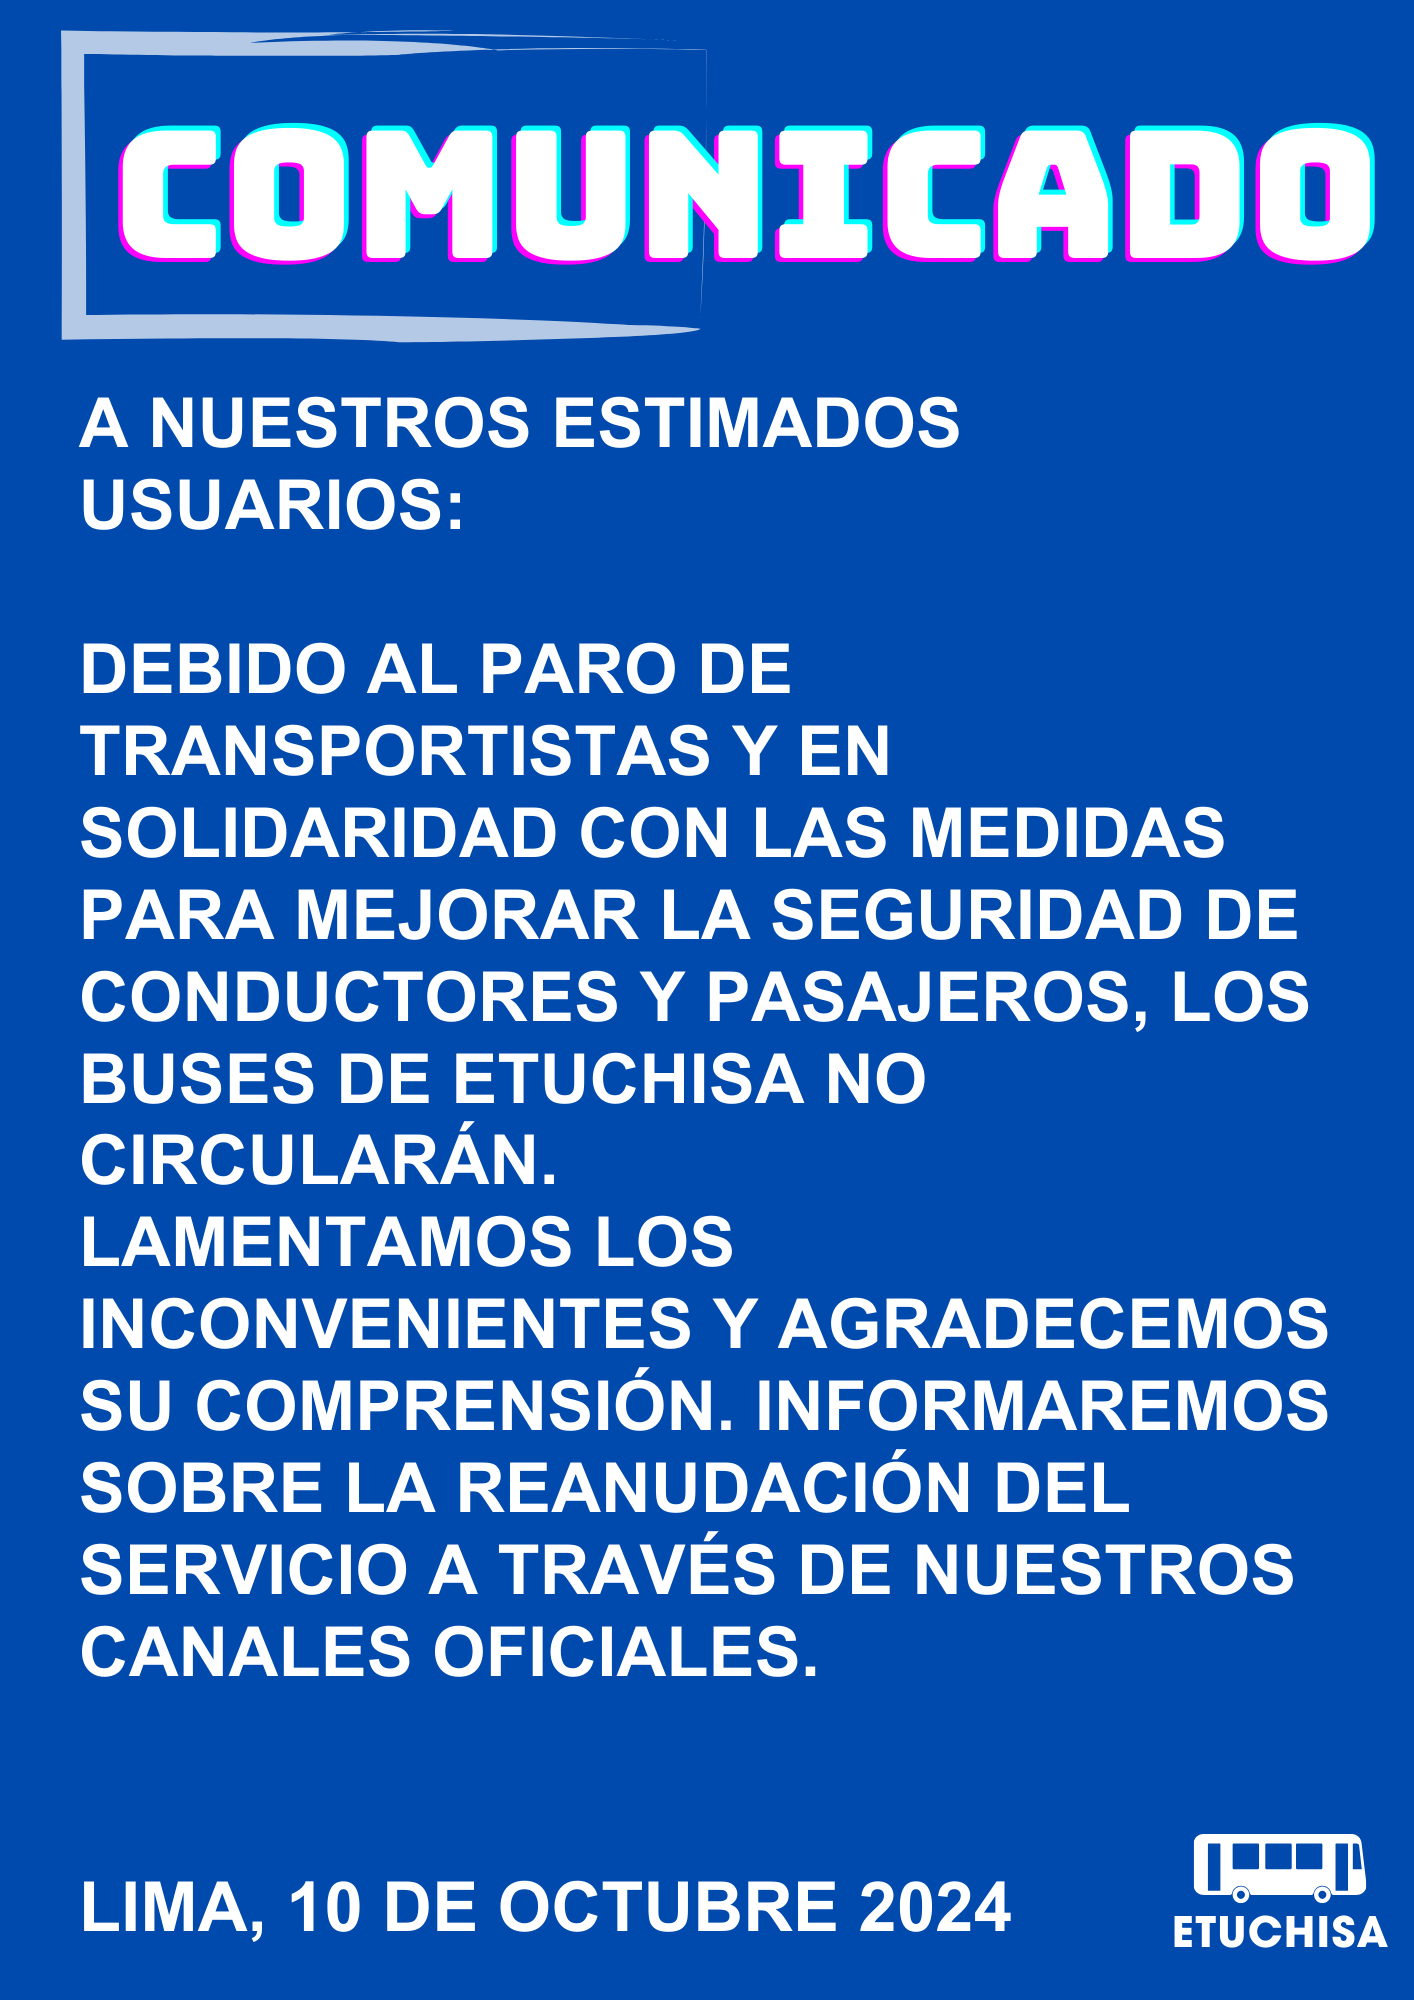 COMUNICADO
A NUESTROS ESTIMADOS
USUARIOS:
DEBIDO AL PARO DE
TRANSPORTISTAS Y EN
SOLIDARIDAD CON LAS MEDIDAS
PARA MEJORAR LA SEGURIDAD DE
CONDUCTORES Y PASAJEROS, LOS
BUSES DE ETUCHISA NO
CIRCULARÁN.
LAMENTAMOS LOS
INCONVENIENTES Y AGRADECEMOS
SU COMPRENSIÓN. INFORMAREMOS
SOBRE LA REANUDACIÓN DEL
SERVICIO A TRAVÉS DE NUESTROS
CANALES OFICIALES.
LIMA, 10 DE OCTUBRE 2024
ETUCHISA